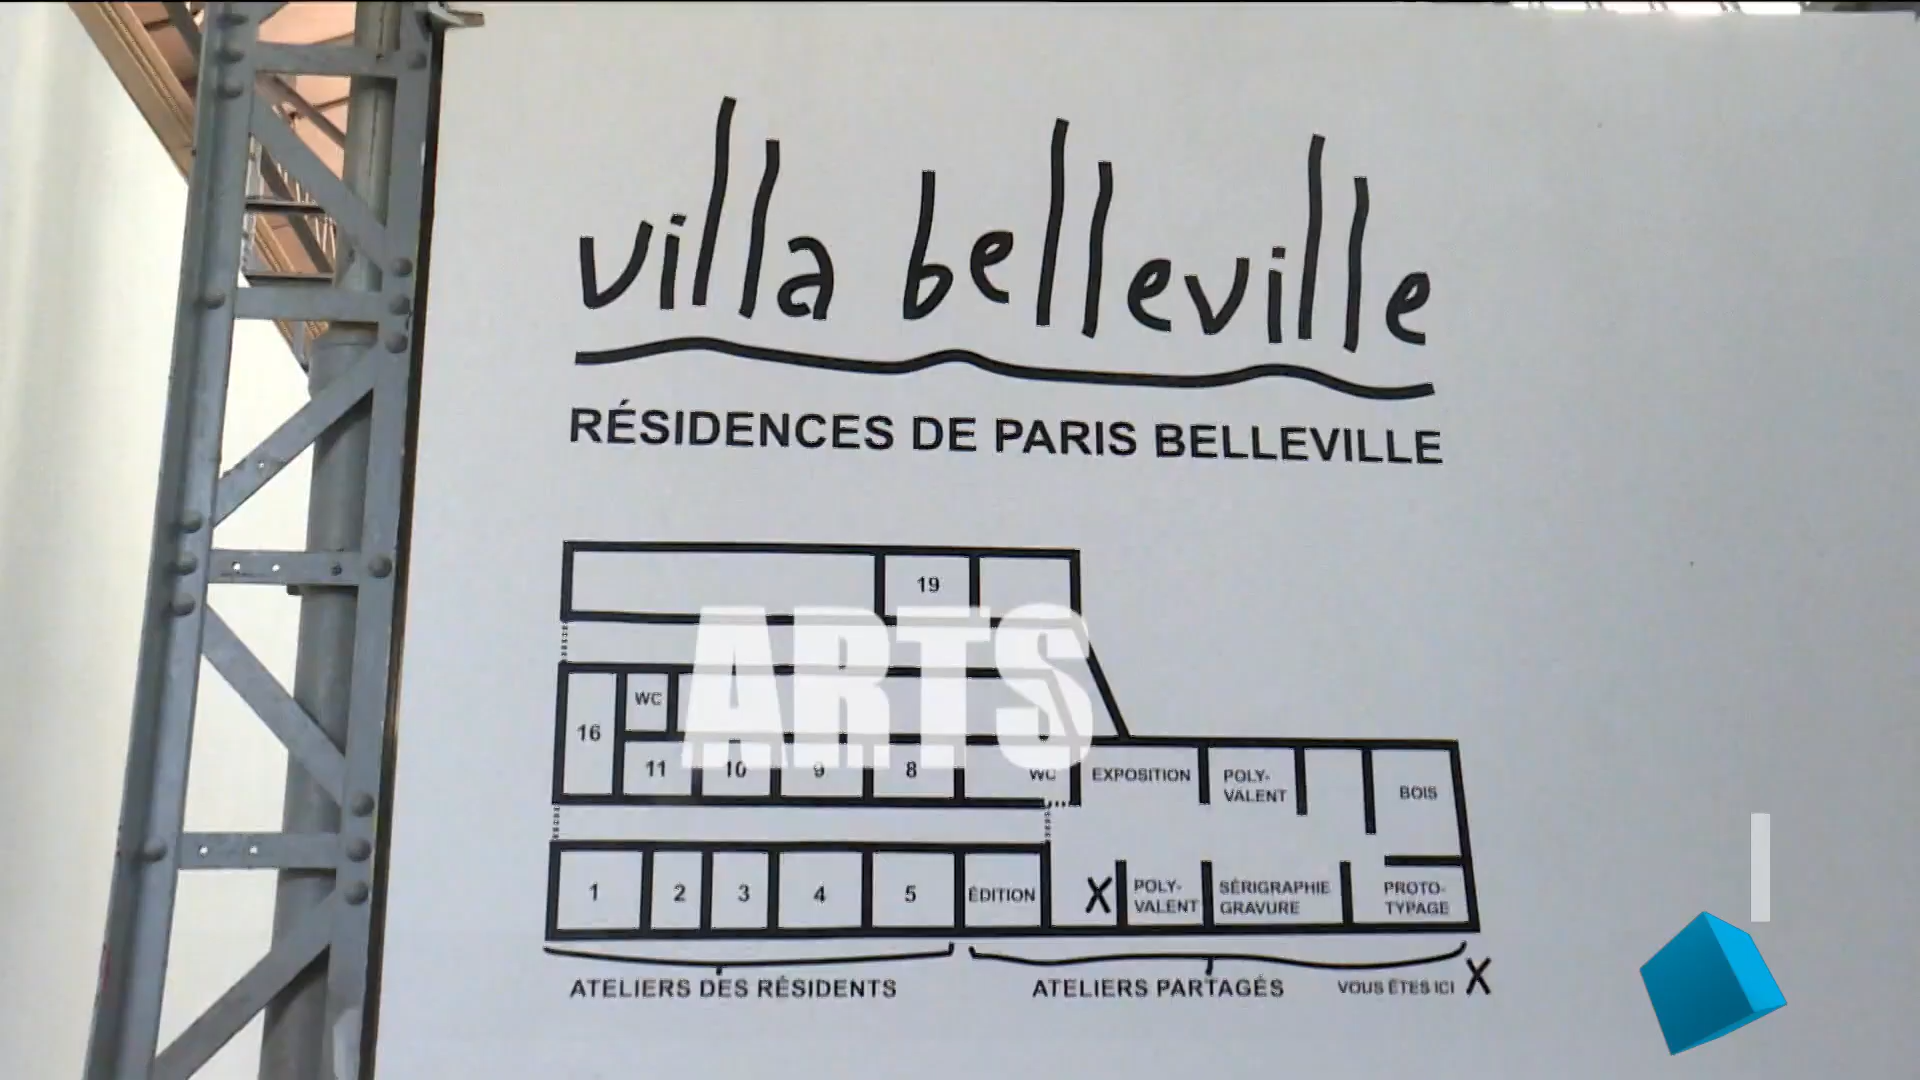 villa belleville
RÉSIDENCES DE PARIS BELLEVILLE
19
ARTS
WC
16
11 10 9 8 WC EXPOSITION POLY-
VALENT BOIS
1 2 3 4 5 ÉDITION X POLY-
VALENT SÉRIGRAPHIE
GRAVURE PROTO-
TYPAGE
ATELIERS DES RÉSIDENTS ATELIERS PARTAGÉS VOUS ÊTES ICI X